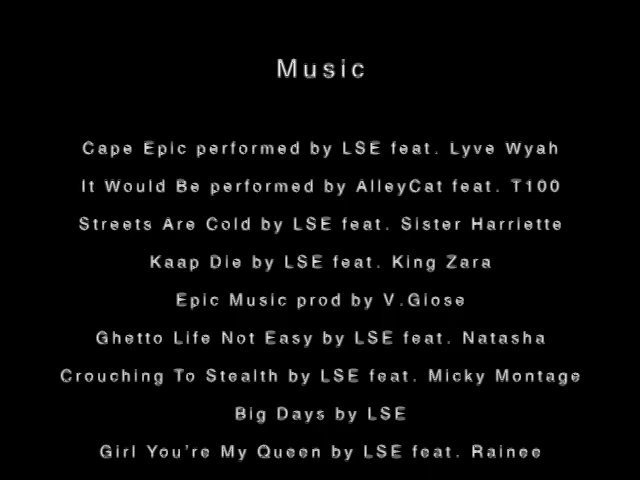 Music
Cape Epic performed by LSE feat. Lyve Wyah
It Would Be performed by AlleyCat feat. T100
Streets Are Cold by LSE feat. Sister Harriette
Kaap Die by LSE feat. King Zara
Epic Music prod by V.Giose
Ghetto Life Not Easy by LSE feat. Natasha
Crouching To Stealth by LSE feat. Micky Montage
Big Days by LSE
Girl You're My Queen by LSE feat. Rainee